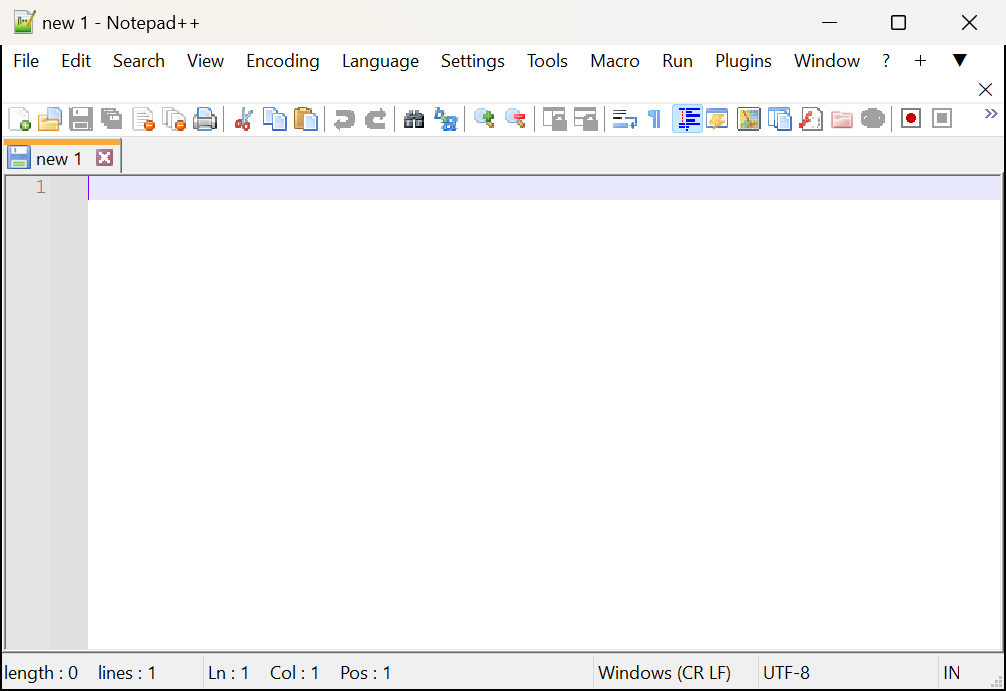 new 1 - Notepad++
File Edit Search View Encoding Language Settings Tools Macro Run Plugins Window ? + ▼
new 1
1
length : 0 lines : 1 Ln : 1 Col : 1 Pos : 1 Windows (CR LF) UTF-8 IN